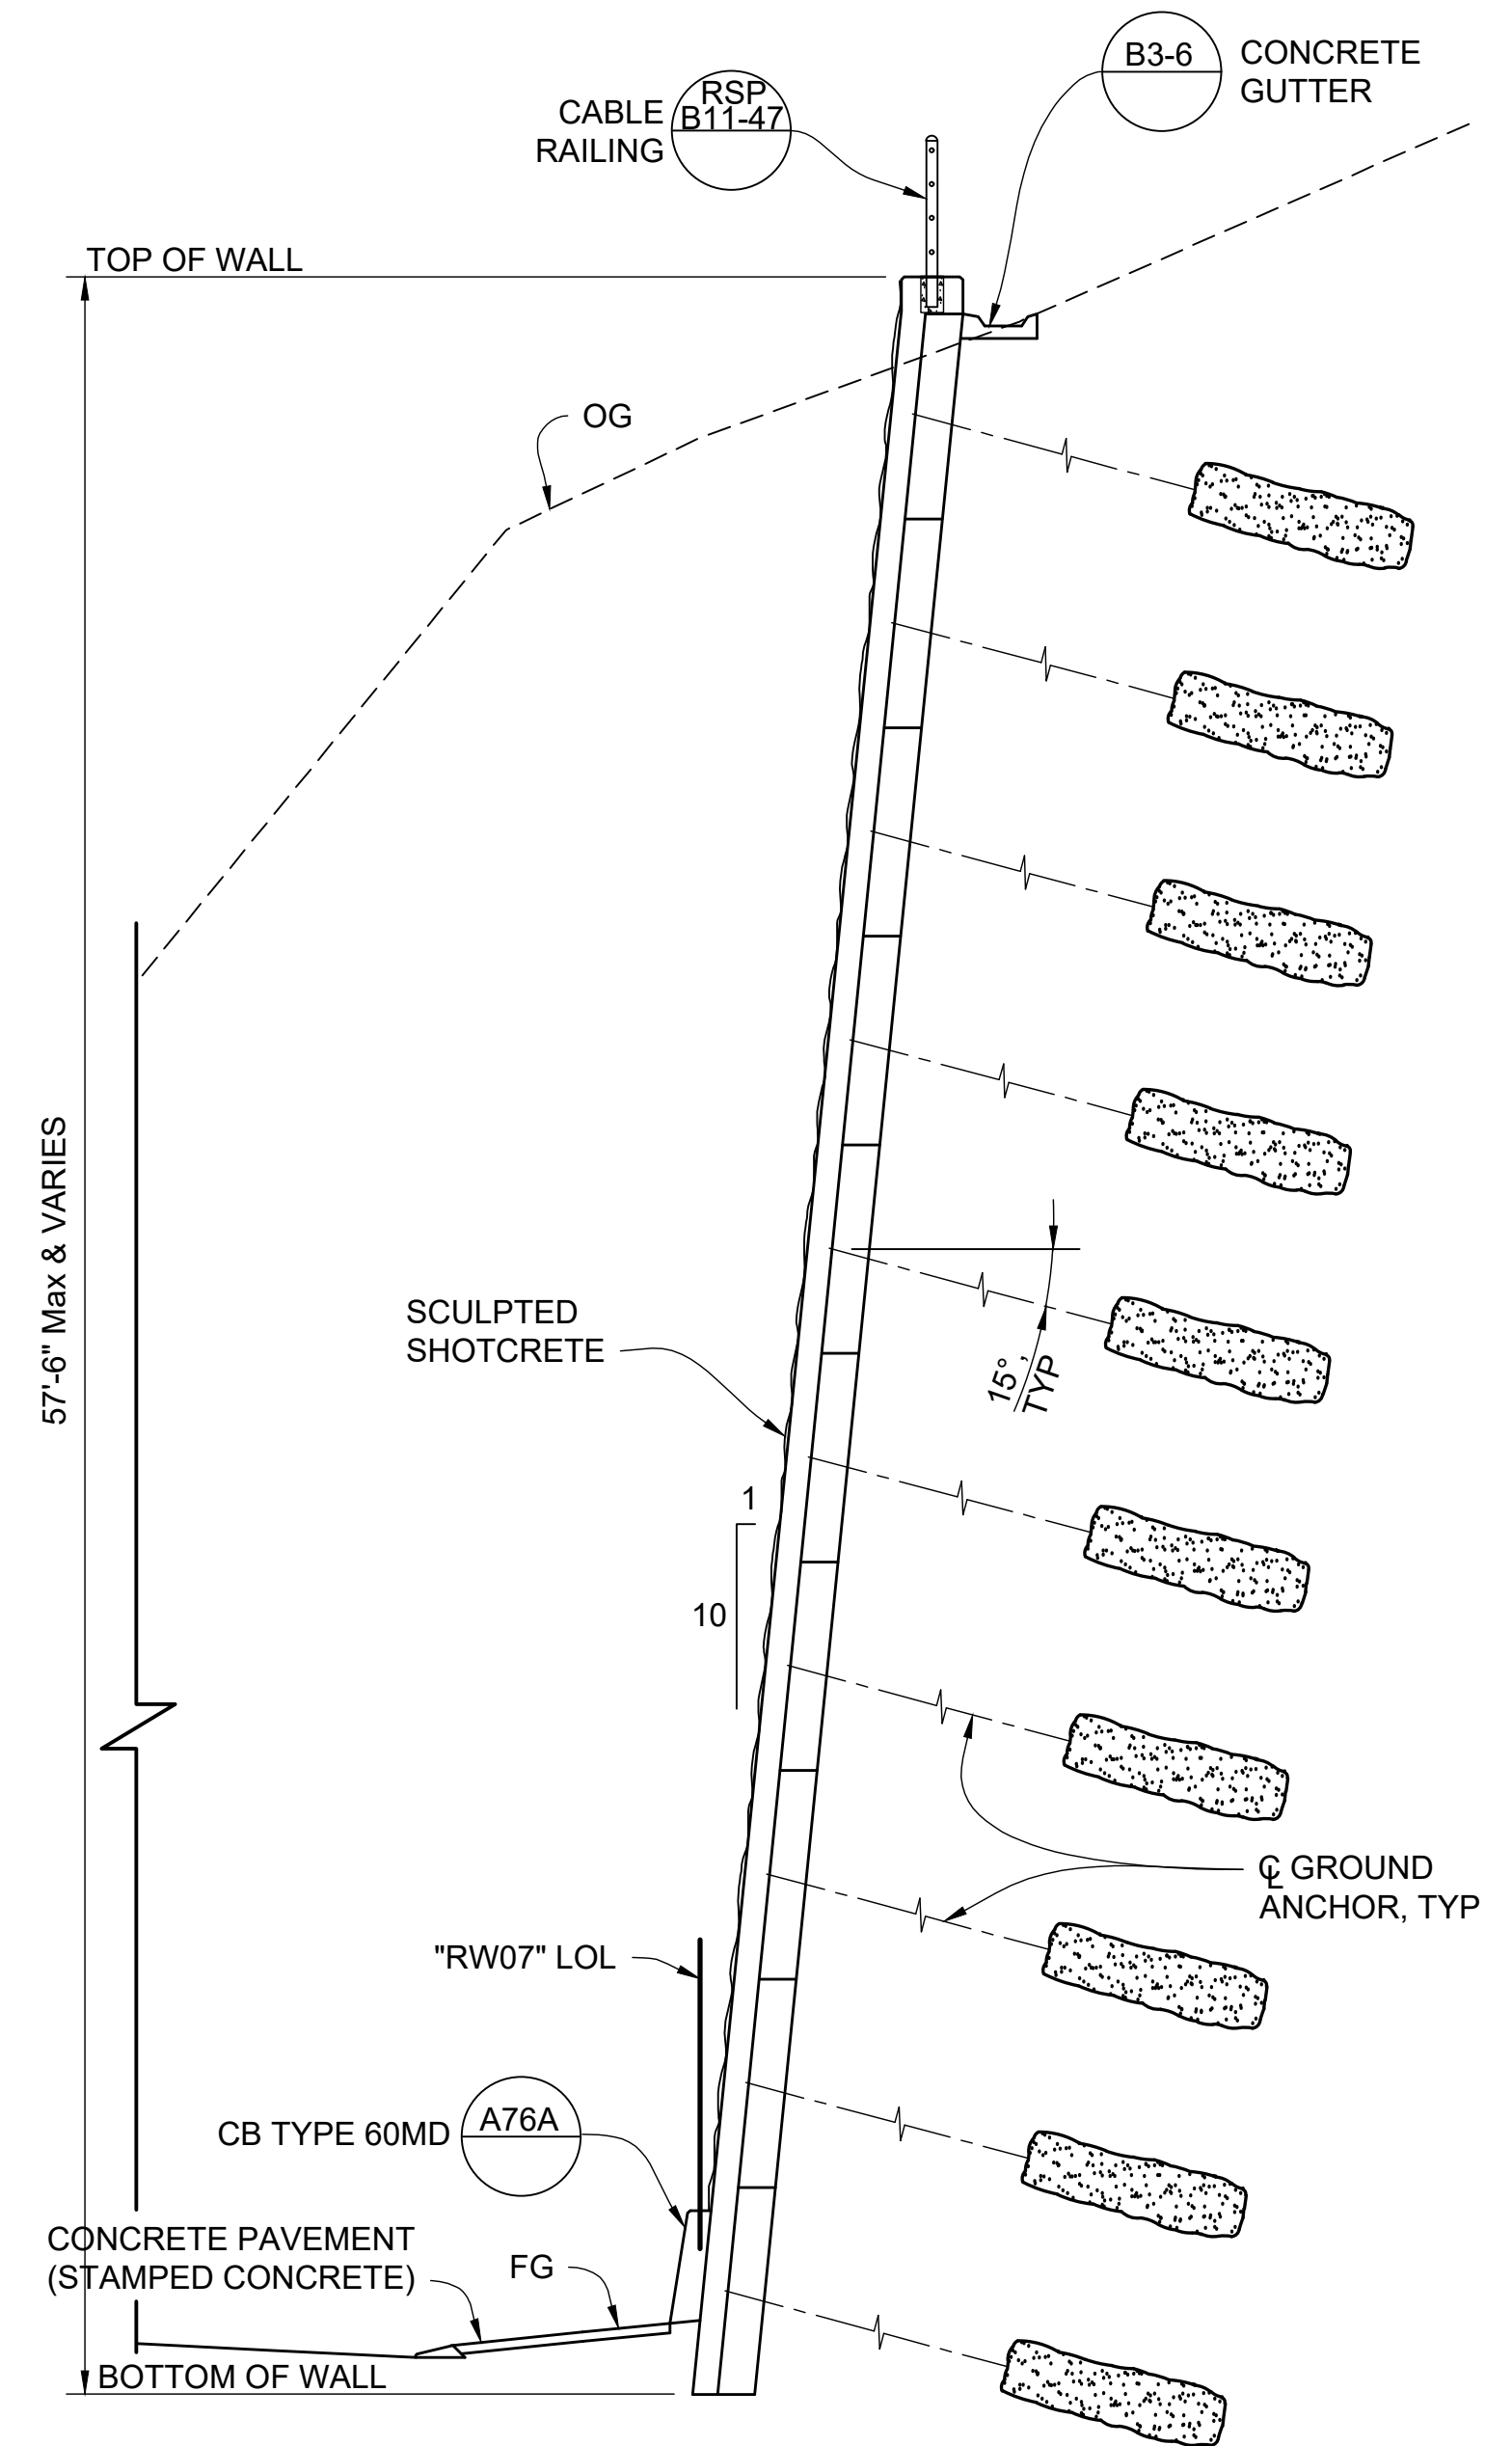 B3-6
CONCRETE
GUTTER
RSP
B11-47
CABLE
RAILING
TOP OF WALL
OG
57'-6" Max & VARIES
SCULPTED
SHOTCRETE
15°,
TYP
1
10
℄ GROUND
ANCHOR, TYP
"RW07" LOL
CB TYPE 60MD
A76A
CONCRETE PAVEMENT
(STAMPED CONCRETE)
FG
BOTTOM OF WALL